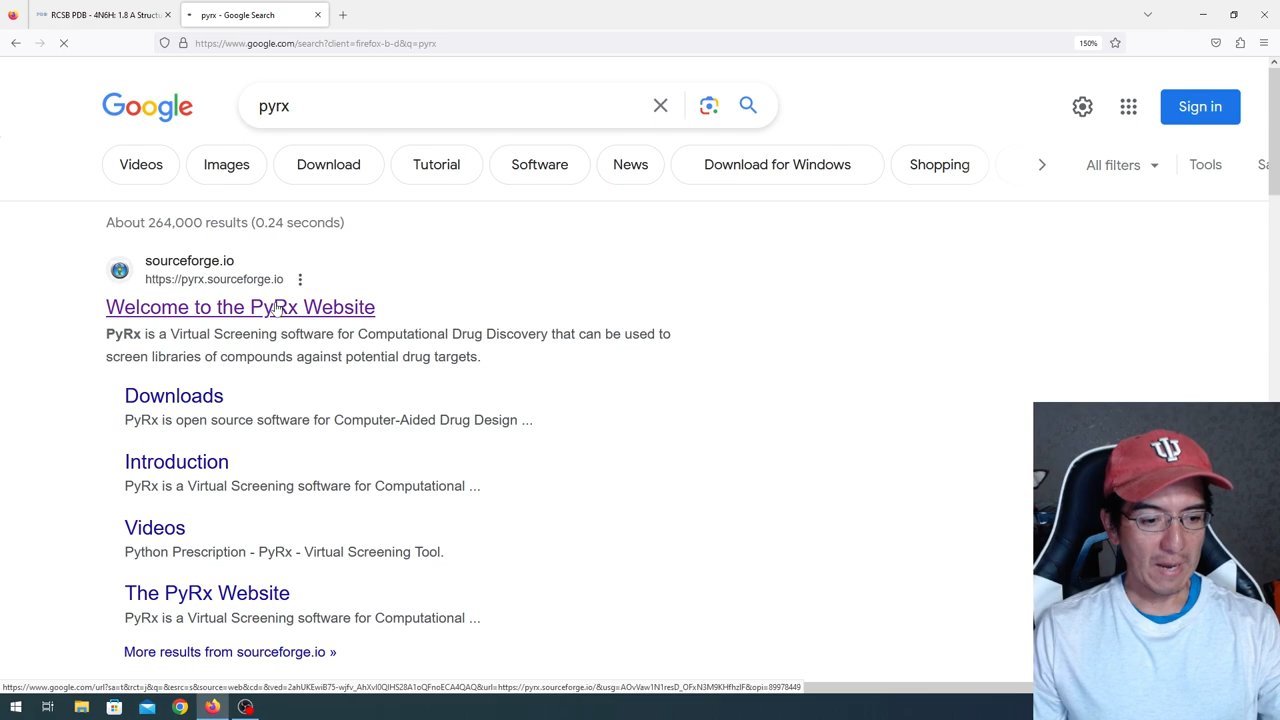 RCSB PDB - 4N6H: 1.8 A Structu
pyrx - Google Search
https://www.google.com/search?client=firefox-b-d&q=pyrx
150%
Google
pyrx
Sign in
Videos
Images
Download
Tutorial
Software
News
Download for Windows
Shopping
All filters
Tools
Sa
About 264,000 results (0.24 seconds)
sourceforge.io
https://pyrx.sourceforge.io
Welcome to the PyRx Website
PyRx is a Virtual Screening software for Computational Drug Discovery that can be used to
screen libraries of compounds against potential drug targets.
Downloads
PyRx is open source software for Computer-Aided Drug Design ...
Introduction
PyRx is a Virtual Screening software for Computational ...
Videos
Python Prescription - PyRx - Virtual Screening Tool.
The PyRx Website
PyRx is a Virtual Screening software for Computational ...
More results from sourceforge.io »